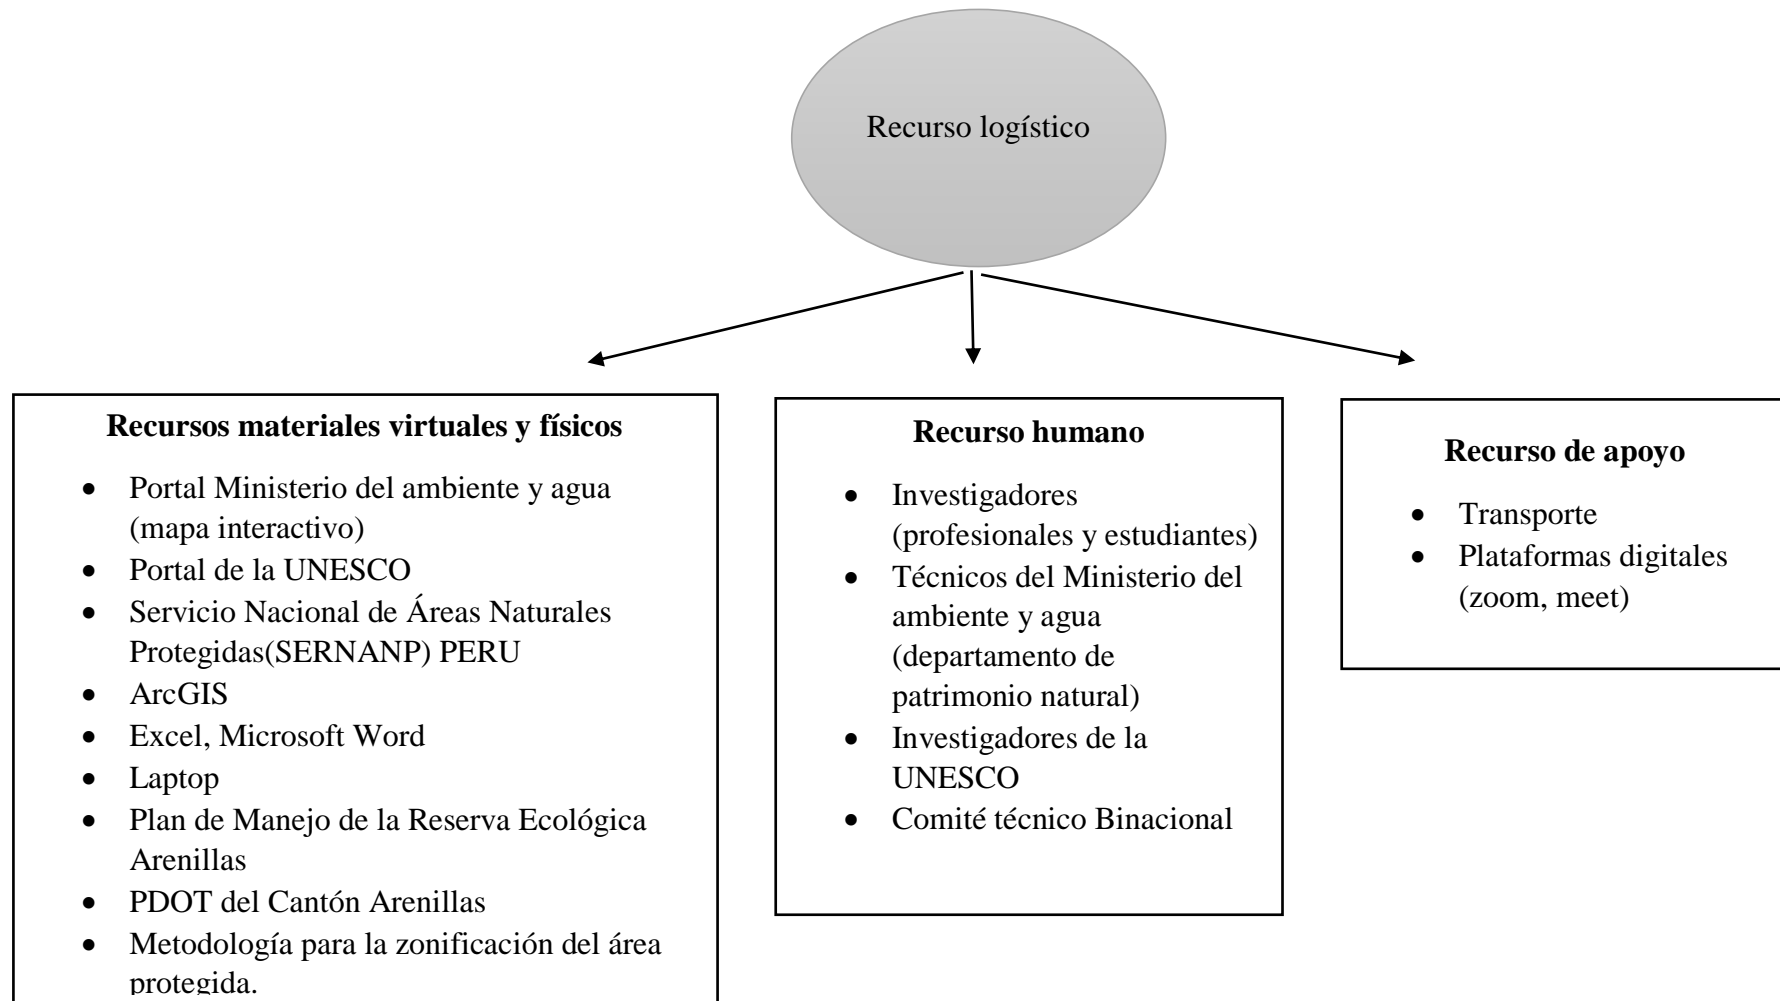 Recurso logístico
Recursos materiales virtuales y físicos
• Portal Ministerio del ambiente y agua
(mapa interactivo)
• Portal de la UNESCO
• Servicio Nacional de Áreas Naturales
Protegidas(SERNANP) PERU
• ArcGIS
• Excel, Microsoft Word
• Laptop
• Plan de Manejo de la Reserva Ecológica
Arenillas
• PDOT del Cantón Arenillas
• Metodología para la zonificación del área
protegida.
Recurso humano
• Investigadores
(profesionales y estudiantes)
• Técnicos del Ministerio del
ambiente y agua
(departamento de
patrimonio natural)
• Investigadores de la
UNESCO
• Comité técnico Binacional
Recurso de apoyo
• Transporte
• Plataformas digitales
(zoom, meet)